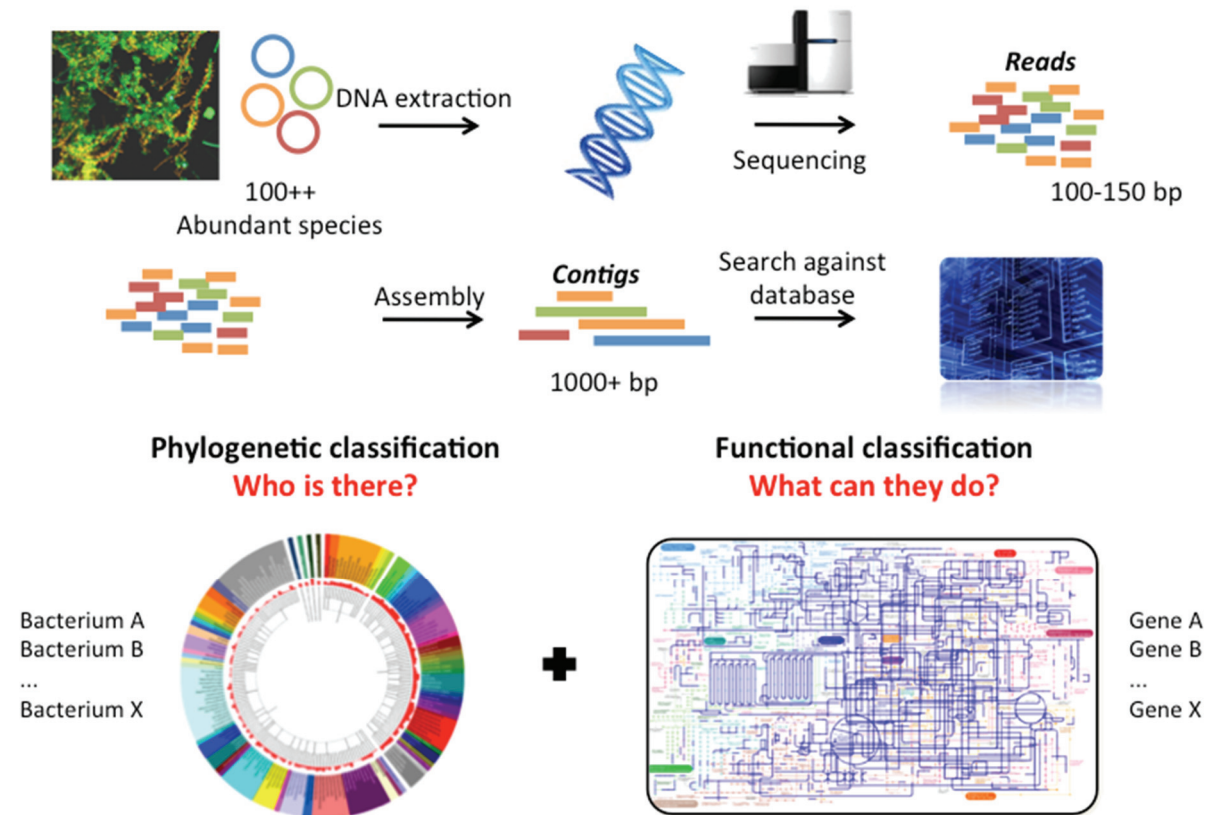 DNA extraction
100++
Abundant species
Sequencing
Reads
100-150 bp
Assembly
Contigs
1000+ bp
Search against
database
Phylogenetic classification
Who is there?
Functional classification
What can they do?
Bacterium A
Bacterium B
...
Bacterium X
Gene A
Gene B
...
Gene X